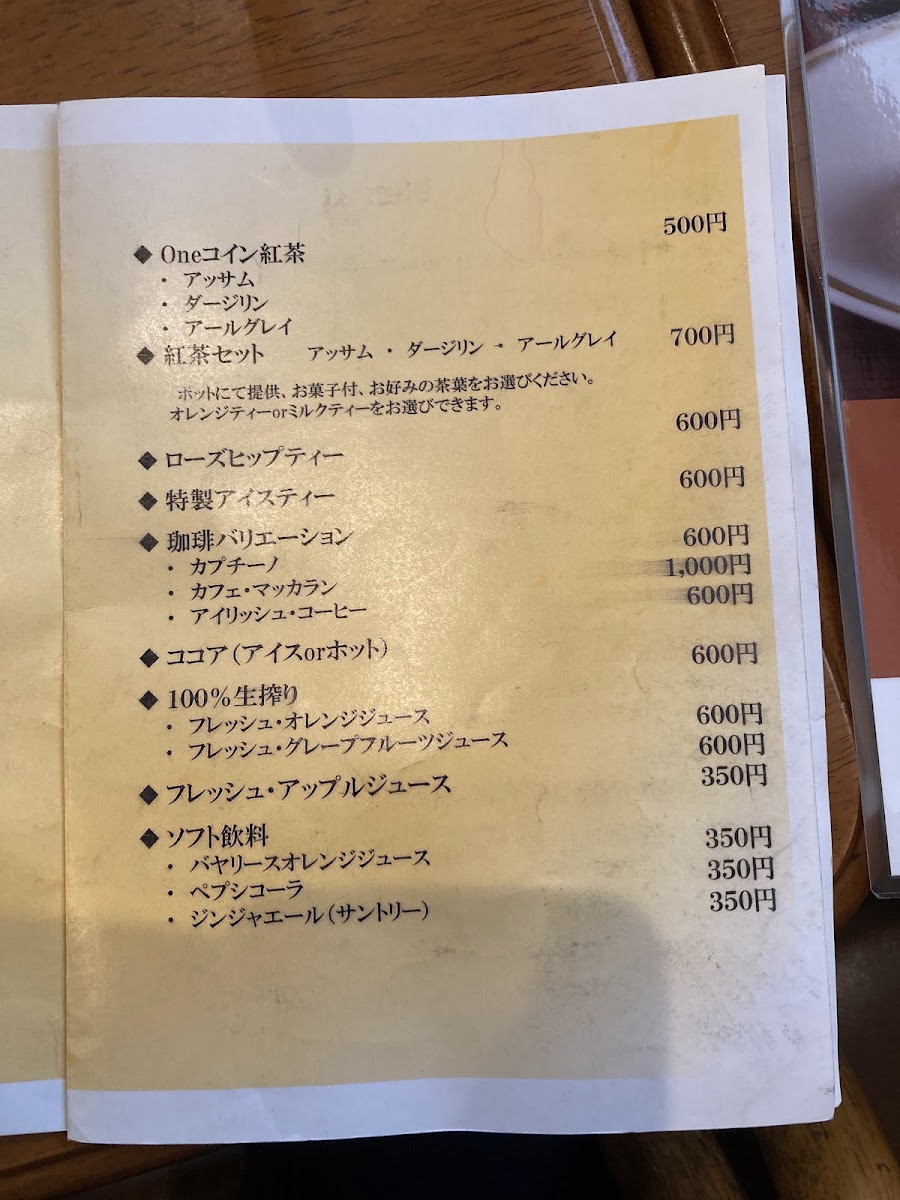 ◆ Oneコイン紅茶 500円
・ アッサム
・ ダージリン
・ アールグレイ
◆ 紅茶セット アッサム ・ ダージリン ・ アールグレイ 700円
ポットにて提供、お菓子付、お好みの茶葉をお選びください。
オレンジティーorミルクティーをお選びできます。
◆ ローズヒップティー 600円
◆ 特製アイスティー 600円
◆ 珈琲バリエーション
・ カプチーノ 600円
・ カフェ・マッカラン 1,000円
・ アイリッシュ・コーヒー 600円
◆ ココア(アイスorホット) 600円
◆ 100%生搾り
・ フレッシュ・オレンジジュース 600円
・ フレッシュ・グレープフルーツジュース 600円
◆ フレッシュ・アップルジュース 350円
◆ ソフト飲料
・ バヤリースオレンジジュース 350円
・ ペプシコーラ 350円
・ ジンジャエール(サントリー) 350円